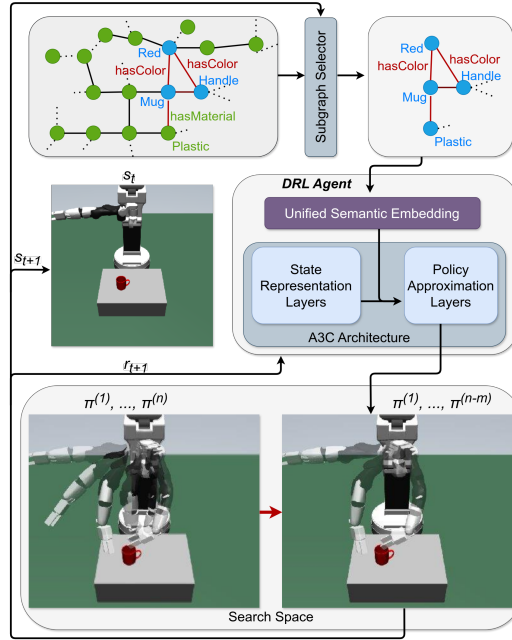 Red
hasColor
hasColor
Handle
Mug
hasMaterial
Plastic
Subgraph Selector
Red
hasColor
hasColor
Handle
Mug
Plastic
s_t
DRL Agent
Unified Semantic Embedding
s_{t+1}
State
Representation
Layers
Policy
Approximation
Layers
A3C Architecture
r_{t+1}
π^{(1)}, ..., π^{(n)}
π^{(1)}, ..., π^{(n-m)}
Search Space